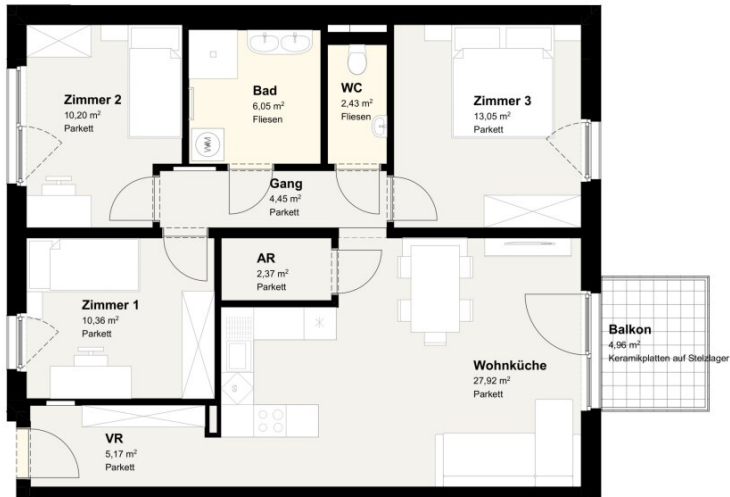 Zimmer 2
10,20 m²
Parkett
Bad
6,05 m²
Fliesen
WM
WC
2,43 m²
Fliesen
Zimmer 3
13,05 m²
Parkett
Gang
4,45 m²
Parkett
Zimmer 1
10,36 m²
Parkett
AR
2,37 m²
Parkett
Wohnküche
27,92 m²
Parkett
Balkon
4,96 m²
Keramikplatten auf Stelzlager
VR
5,17 m²
Parkett